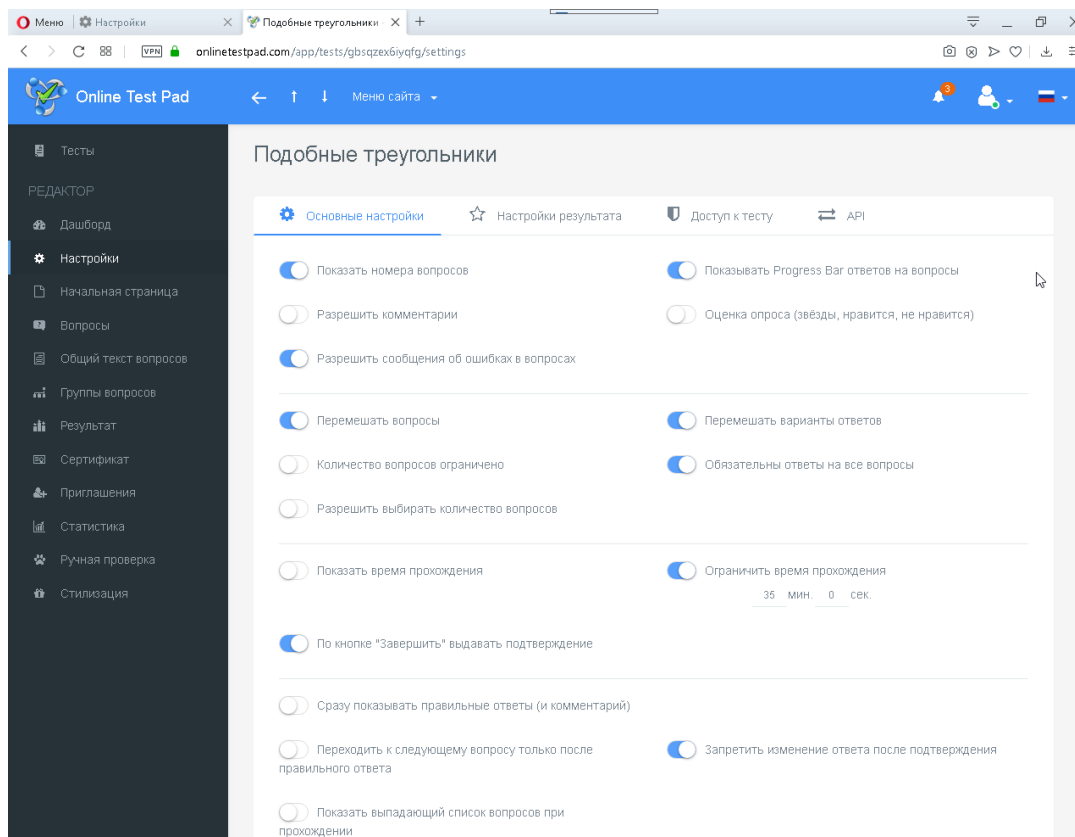 Меню
Настройки
Подобные треугольники -
VPN
onlinetestpad.com/app/tests/gbsqzex6iyqfg/settings
Online Test Pad
Меню сайта
3
Тесты
РЕДАКТОР
Дашборд
Настройки
Начальная страница
Вопросы
Общий текст вопросов
Группы вопросов
Результат
Сертификат
Приглашения
Статистика
Ручная проверка
Стилизация
Подобные треугольники
Основные настройки
Настройки результата
Доступ к тесту
API
Показать номера вопросов
Показывать Progress Bar ответов на вопросы
Разрешить комментарии
Оценка опроса (звёзды, нравится, не нравится)
Разрешить сообщения об ошибках в вопросах
Перемешать вопросы
Перемешать варианты ответов
Количество вопросов ограничено
Обязательны ответы на все вопросы
Разрешить выбирать количество вопросов
Показать время прохождения
Ограничить время прохождения
35 мин. 0 сек.
По кнопке "Завершить" выдавать подтверждение
Сразу показывать правильные ответы (и комментарий)
Переходить к следующему вопросу только после
правильного ответа
Запретить изменение ответа после подтверждения
Показать выпадающий список вопросов при
прохождении